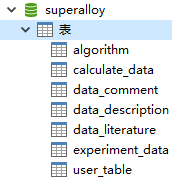 superalloy
表
algorithm
calculate_data
data_comment
data_description
data_literature
experiment_data
user_table